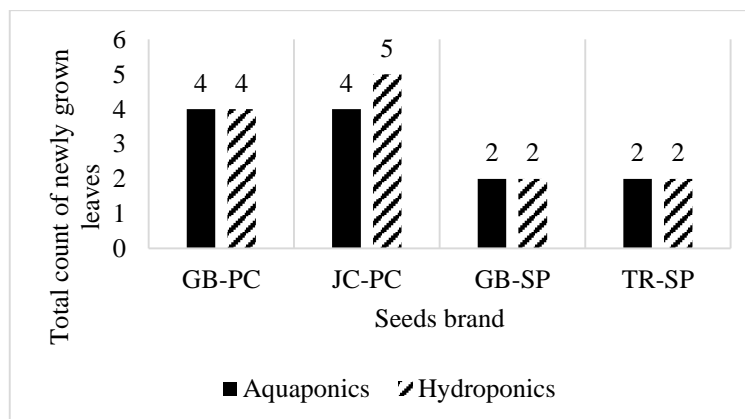 Total count of newly grown
leaves
6
5
4
3
2
1
0
4 4
4 5
2 2
2 2
GB-PC JC-PC GB-SP TR-SP
Seeds brand
Aquaponics Hydroponics